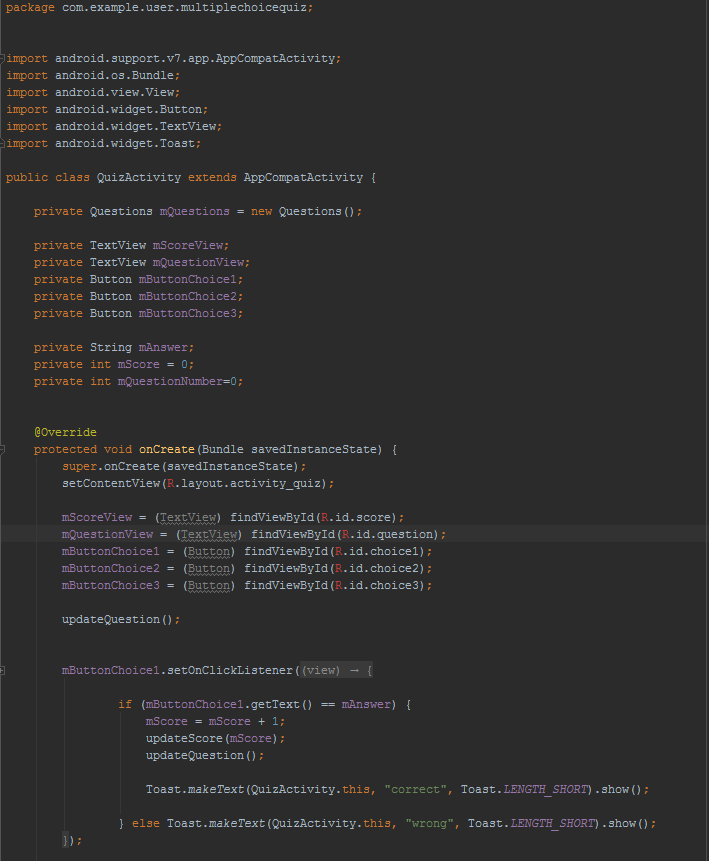 package com.example.user.multiplechoicequiz;
import android.support.v7.app.AppCompatActivity;
import android.os.Bundle;
import android.view.View;
import android.widget.Button;
import android.widget.TextView;
import android.widget.Toast;
public class QuizActivity extends AppCompatActivity {
private Questions mQuestions = new Questions();
private TextView mScoreView;
private TextView mQuestionView;
private Button mButtonChoice1;
private Button mButtonChoice2;
private Button mButtonChoice3;
private String mAnswer;
private int mScore = 0;
private int mQuestionNumber=0;
@Override
protected void onCreate(Bundle savedInstanceState) {
super.onCreate(savedInstanceState);
setContentView(R.layout.activity_quiz);
mScoreView = (TextView) findViewById(R.id.score);
mQuestionView = (TextView) findViewById(R.id.question);
mButtonChoice1 = (Button) findViewById(R.id.choice1);
mButtonChoice2 = (Button) findViewById(R.id.choice2);
mButtonChoice3 = (Button) findViewById(R.id.choice3);
updateQuestion();
mButtonChoice1.setOnClickListener((view) → {
if (mButtonChoice1.getText() == mAnswer) {
mScore = mScore + 1;
updateScore(mScore);
updateQuestion();
Toast.makeText(QuizActivity.this, "correct", Toast.LENGTH_SHORT).show();
} else Toast.makeText(QuizActivity.this, "wrong", Toast.LENGTH_SHORT).show();
});